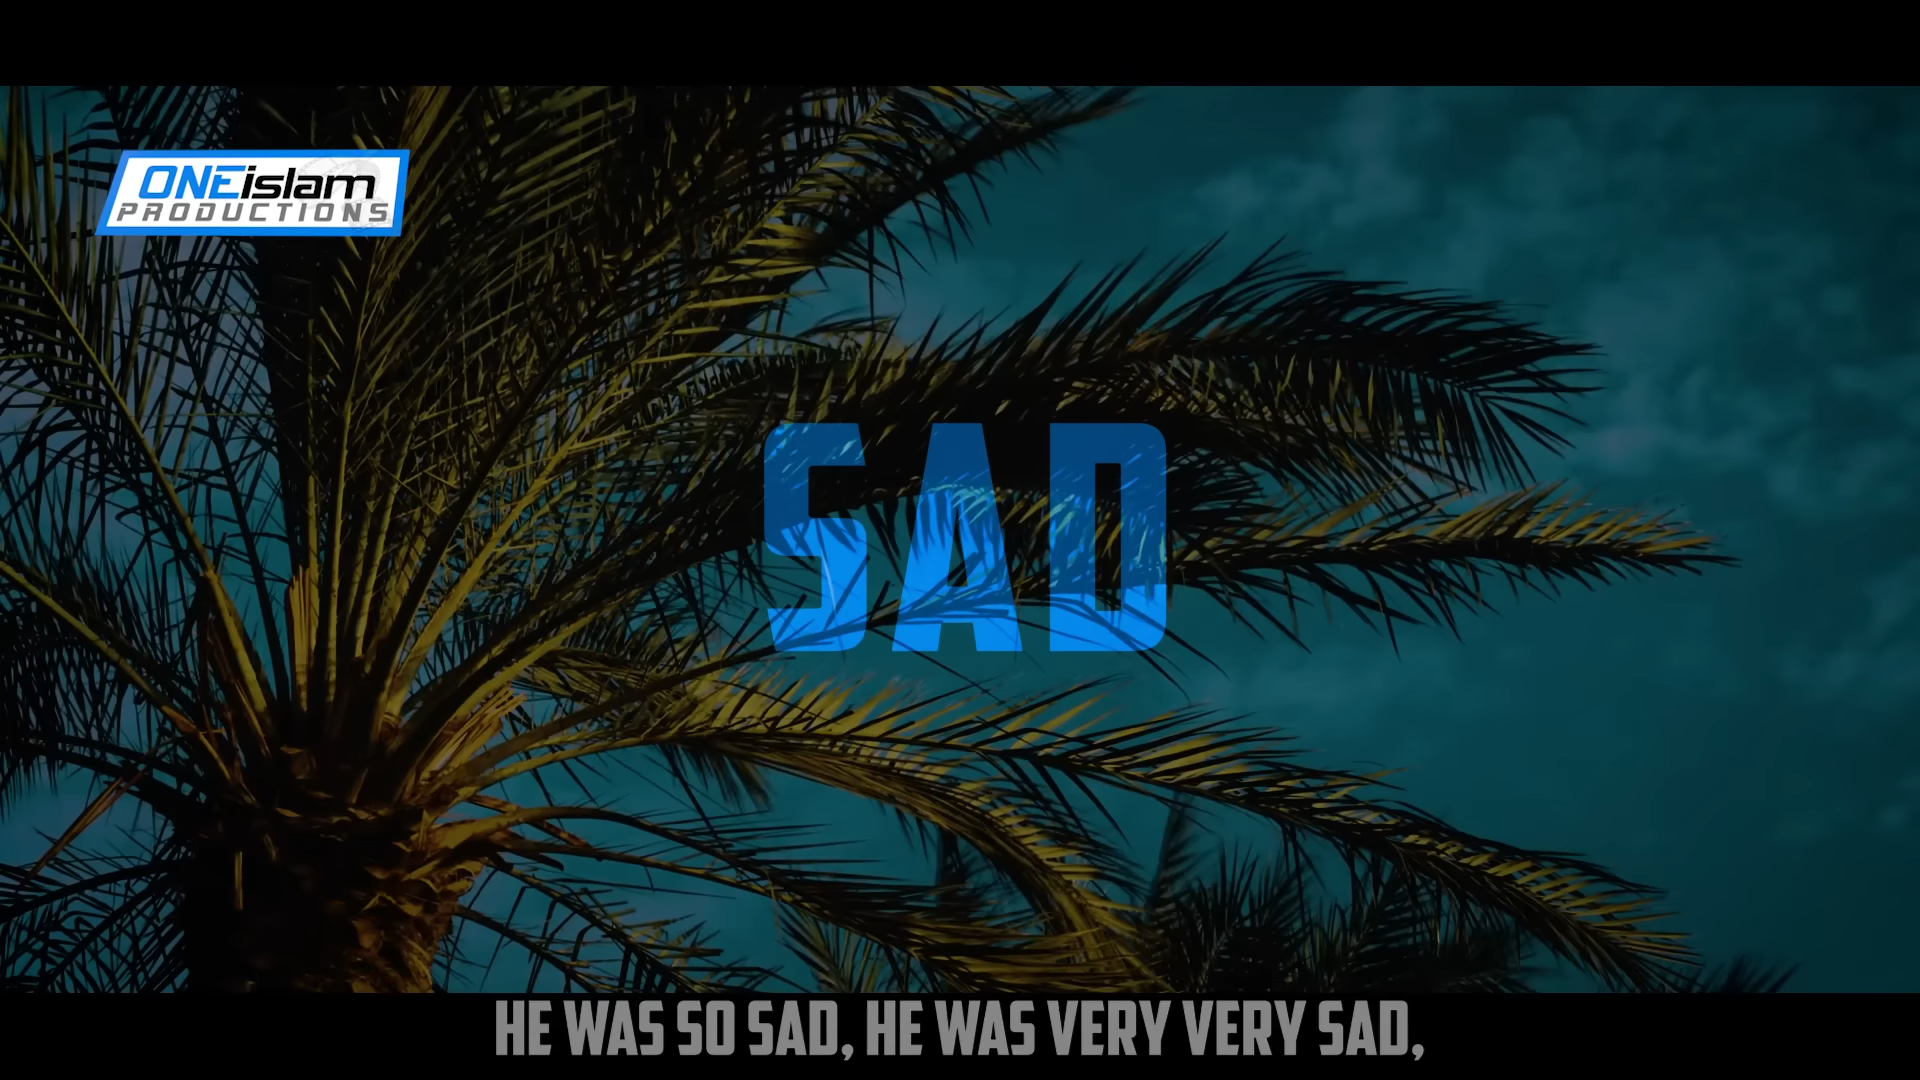 ONEislam
PRODUCTIONS
SAD
HE WAS SO SAD, HE WAS VERY VERY SAD,